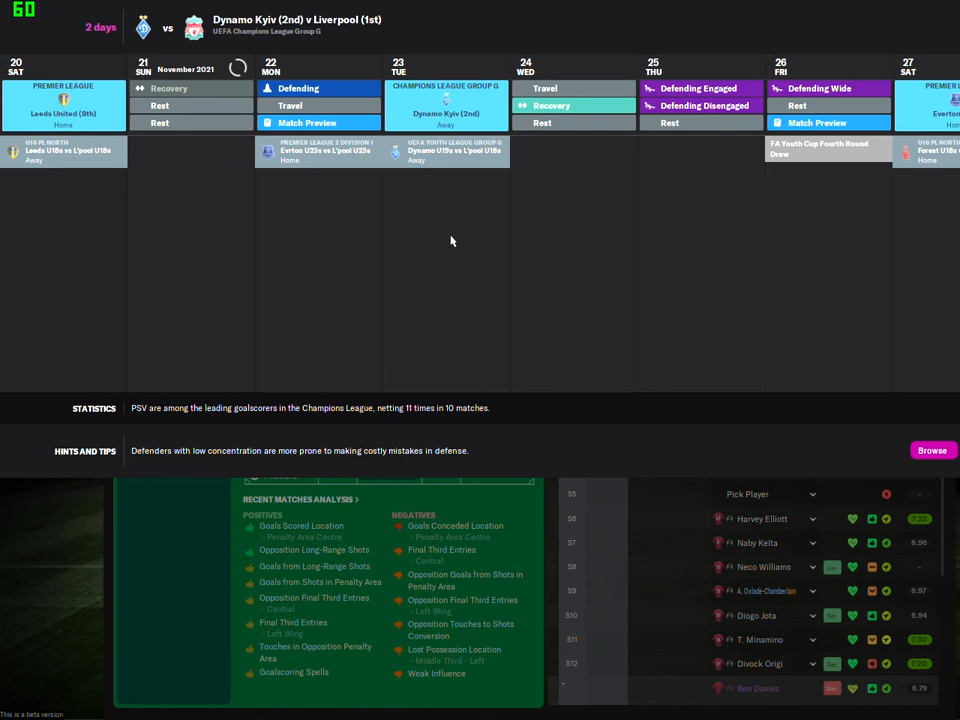 60
2 days
vs
Dynamo Kyiv (2nd) v Liverpool (1st)
UEFA Champions League Group G
20
SAT
21
SUN
November 2021
22
MON
23
TUE
24
WED
25
THU
26
FRI
27
SAT
PREMIER LEAGUE
Leeds United (8th)
Home
Recovery
Rest
Rest
Defending
Travel
Match Preview
CHAMPIONS LEAGUE GROUP G
Dynamo Kyiv (2nd)
Away
Travel
Recovery
Rest
Defending Engaged
Defending Disengaged
Rest
Defending Wide
Rest
Match Preview
PREMIER L
Everton
Home
U18 PL NORTH
Leeds U18s vs L'pool U18s
Away
PREMIER LEAGUE 2 DIVISION 1
Evrton U23s vs L'pool U23s
Home
UEFA YOUTH LEAGUE GROUP G
Dynamo U19s vs L'pool U18s
Away
FA Youth Cup Fourth Round
Draw
U18 PL NORTH
Forest U18s v
Home
STATISTICS
PSV are among the leading goalscorers in the Champions League, netting 11 times in 10 matches.
HINTS AND TIPS
Defenders with low concentration are more prone to making costly mistakes in defense.
Browse
RECENT MATCHES ANALYSIS >
POSITIVES
Goals Scored Location
- Penalty Area Centre
Opposition Long-Range Shots
Goals from Long-Range Shots
Goals from Shots in Penalty Area
Opposition Final Third Entries
- Central
Final Third Entries
- Left Wing
Touches in Opposition Penalty
Area
Goalscoring Spells
NEGATIVES
Goals Conceded Location
- Penalty Area Centre
Final Third Entries
- Central
Opposition Goals from Shots in
Penalty Area
Opposition Final Third Entries
- Left Wing
Opposition Touches to Shots
Conversion
Lost Possession Location
- Middle Third - Left
Weak Influence
S5 Pick Player -
S6 Harvey Elliott 7.22
S7 Naby Keïta 6.96
S8 Neco Williams -
S9 A. Oxlade-Chamberlain 6.97
S10 Diogo Jota 6.94
S11 T. Minamino 7.30
S12 Divock Origi 7.20
- Ben Davies 6.79
This is a beta version